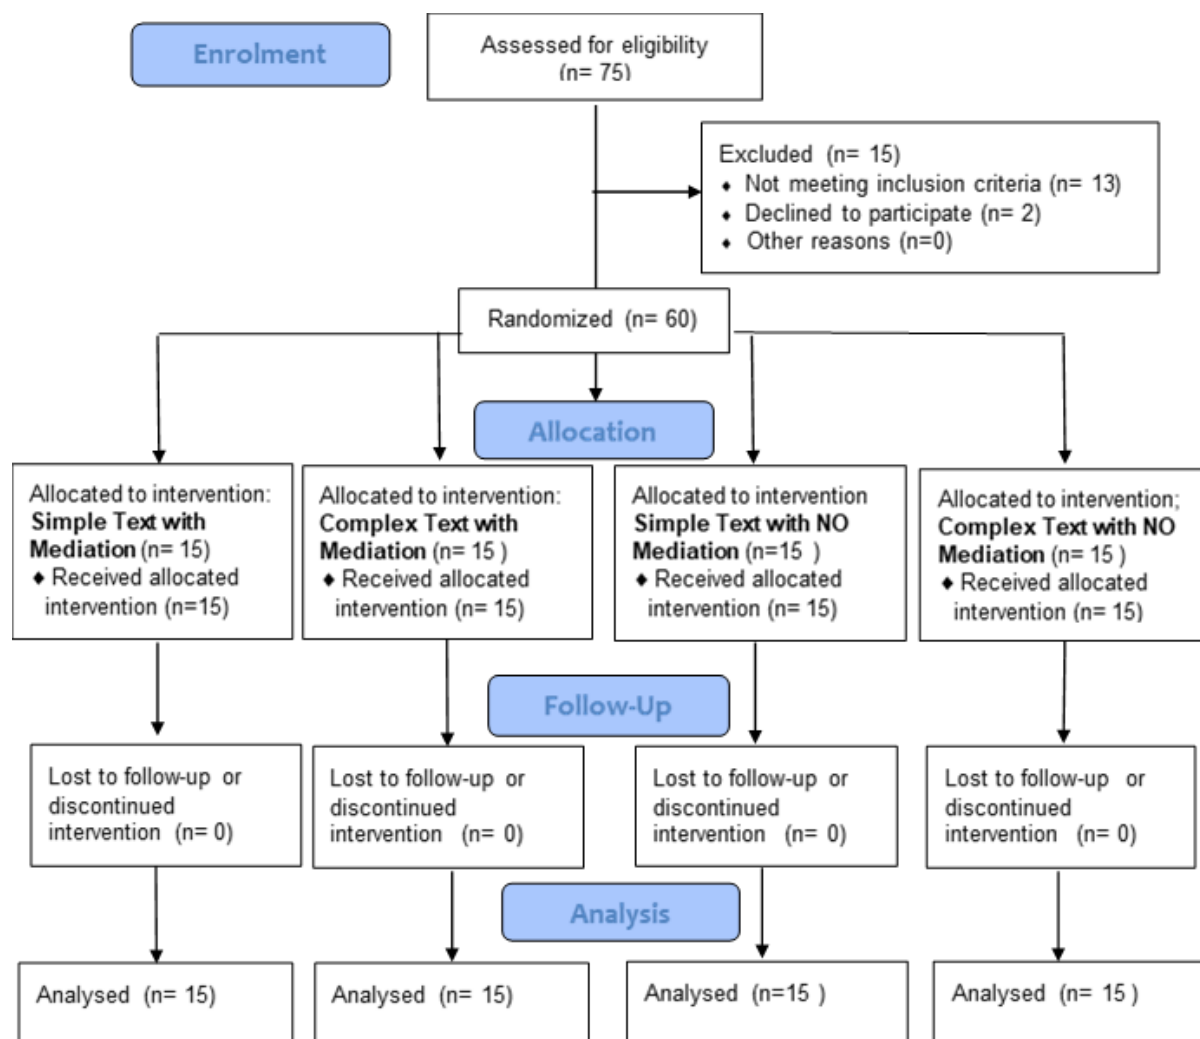 Enrolment
Assessed for eligibility
(n= 75)
Excluded (n= 15)
♦ Not meeting inclusion criteria (n= 13)
♦ Declined to participate (n= 2)
♦ Other reasons (n=0)
Randomized (n= 60)
Allocation
Allocated to intervention:
Simple Text with
Mediation (n= 15)
♦ Received allocated
intervention (n=15)
Allocated to intervention:
Complex Text with
Mediation (n= 15 )
♦ Received allocated
intervention (n= 15)
Allocated to intervention
Simple Text with NO
Mediation (n=15 )
♦ Received allocated
intervention (n= 15)
Allocated to intervention;
Complex Text with NO
Mediation (n= 15 )
♦ Received allocated
intervention (n= 15)
Follow-Up
Lost to follow-up or
discontinued
intervention (n= 0)
Lost to follow-up or
discontinued
intervention (n= 0)
Lost to follow-up or
discontinued
intervention (n= 0)
Lost to follow-up or
discontinued
intervention (n= 0)
Analysis
Analysed (n= 15)
Analysed (n= 15)
Analysed (n=15 )
Analysed (n= 15 )